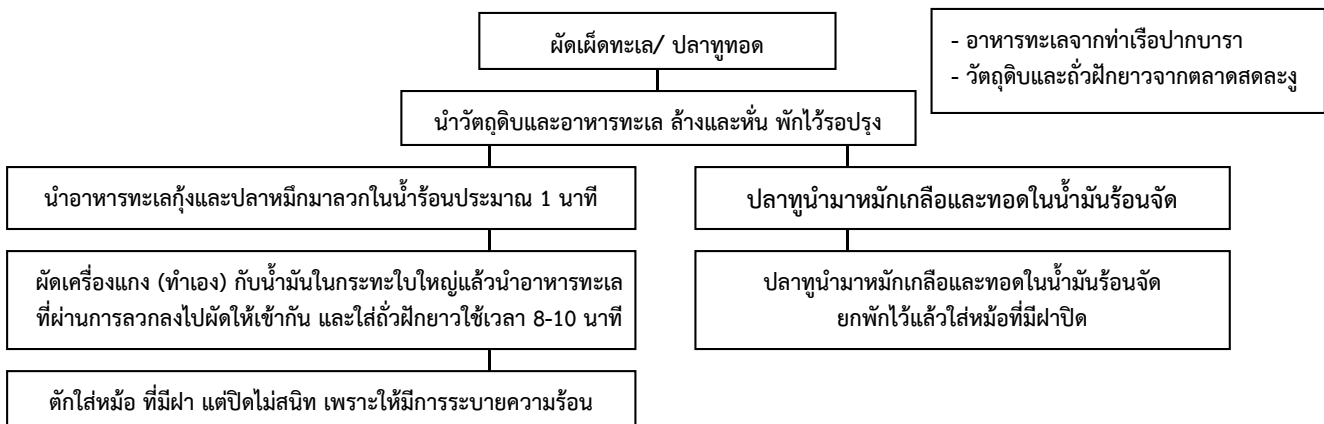 ผัดเผ็ดทะเล/ ปลาทูทอด
- อาหารทะเลจากท่าเรือปากบารา
- วัตถุดิบและถั่วฝักยาวจากตลาดสดละงู
นำวัตถุดิบและอาหารทะเล ล้างและหั่น พักไว้รอปรุง
นำอาหารทะเลกุ้งและปลาหมึกมาลวกในน้ำร้อนประมาณ 1 นาที
ปลาทูนำมาหมักเกลือและทอดในน้ำมันร้อนจัด
ผัดเครื่องแกง (ทำเอง) กับน้ำมันในกระทะใบใหญ่แล้วนำอาหารทะเล
ที่ผ่านการลวกลงไปผัดให้เข้ากัน และใส่ถั่วฝักยาวใช้เวลา 8-10 นาที
ปลาทูนำมาหมักเกลือและทอดในน้ำมันร้อนจัด
ยกพักไว้แล้วใส่หม้อที่มีฝาปิด
ตักใส่หม้อ ที่มีฝา แต่ปิดไม่สนิท เพราะให้มีการระบายความร้อน